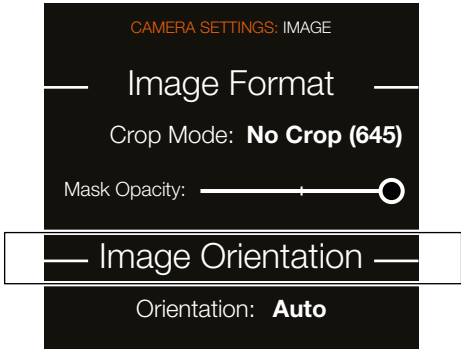 CAMERA SETTINGS: IMAGE
Image Format
Crop Mode: No Crop (645)
Mask Opacity:
Image Orientation
Orientation: Auto